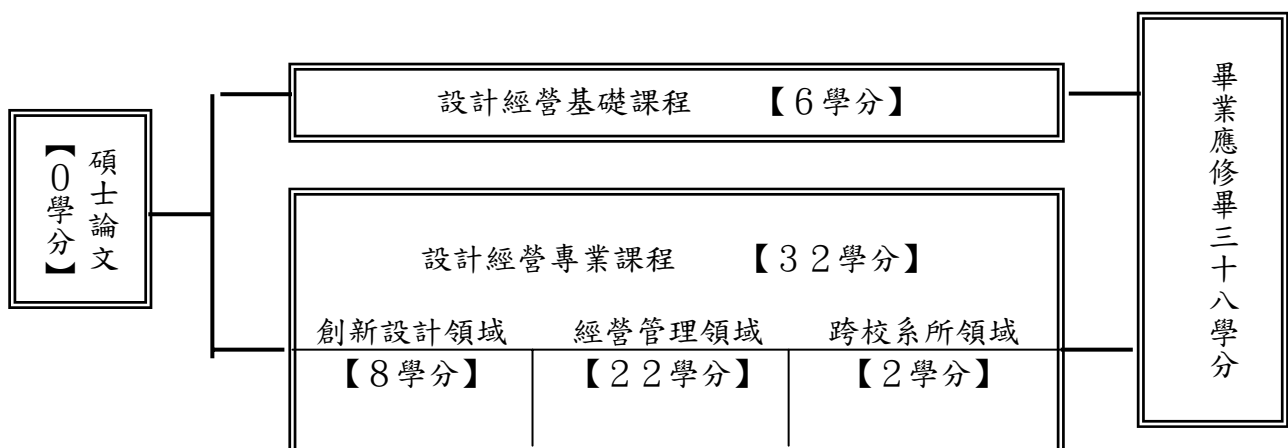 碩士論文
【0學分】
設計經營基礎課程 【6學分】
設計經營專業課程 【32學分】
創新設計領域
【8學分】
經營管理領域
【22學分】
跨校系所領域
【2學分】
畢業應修畢三十八學分